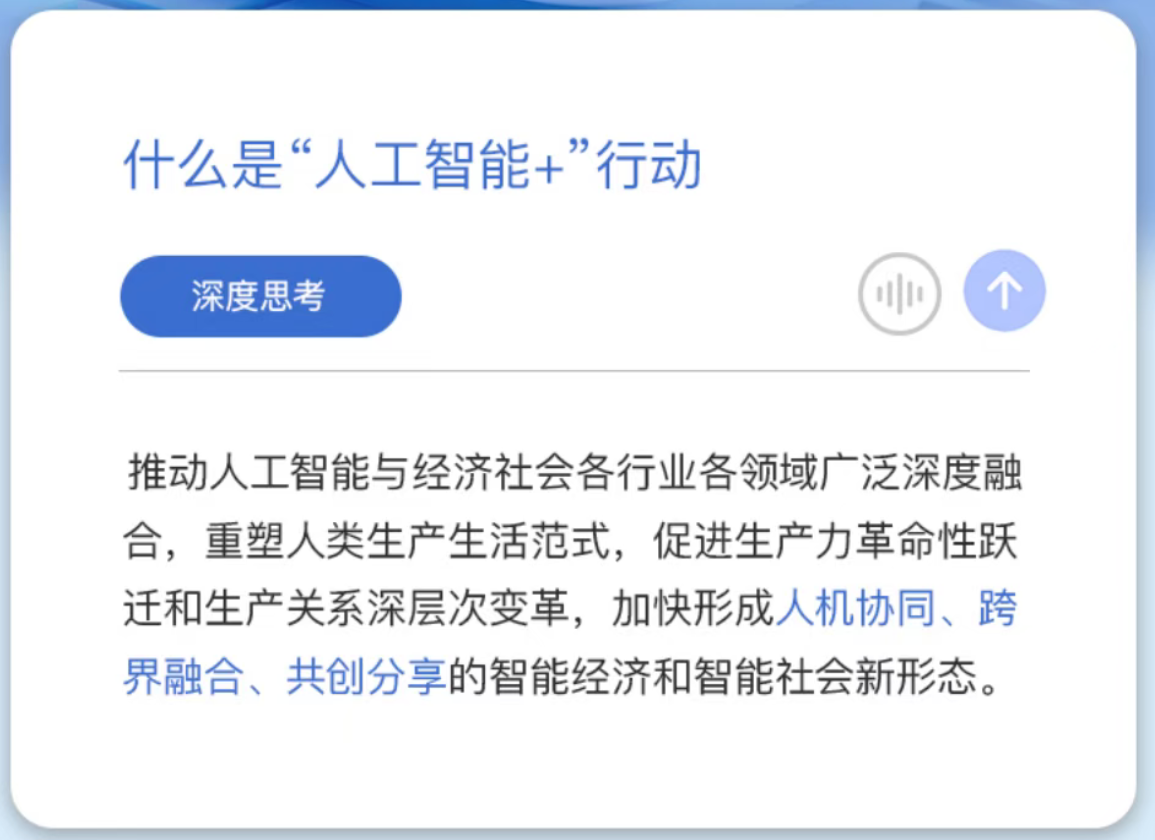 什么是“人工智能+”行动
深度思考
推动人工智能与经济社会各行业各领域广泛深度融
合，重塑人类生产生活范式，促进生产力革命性跃
迁和生产关系深层次变革，加快形成人机协同、跨
界融合、共创分享的智能经济和智能社会新形态。